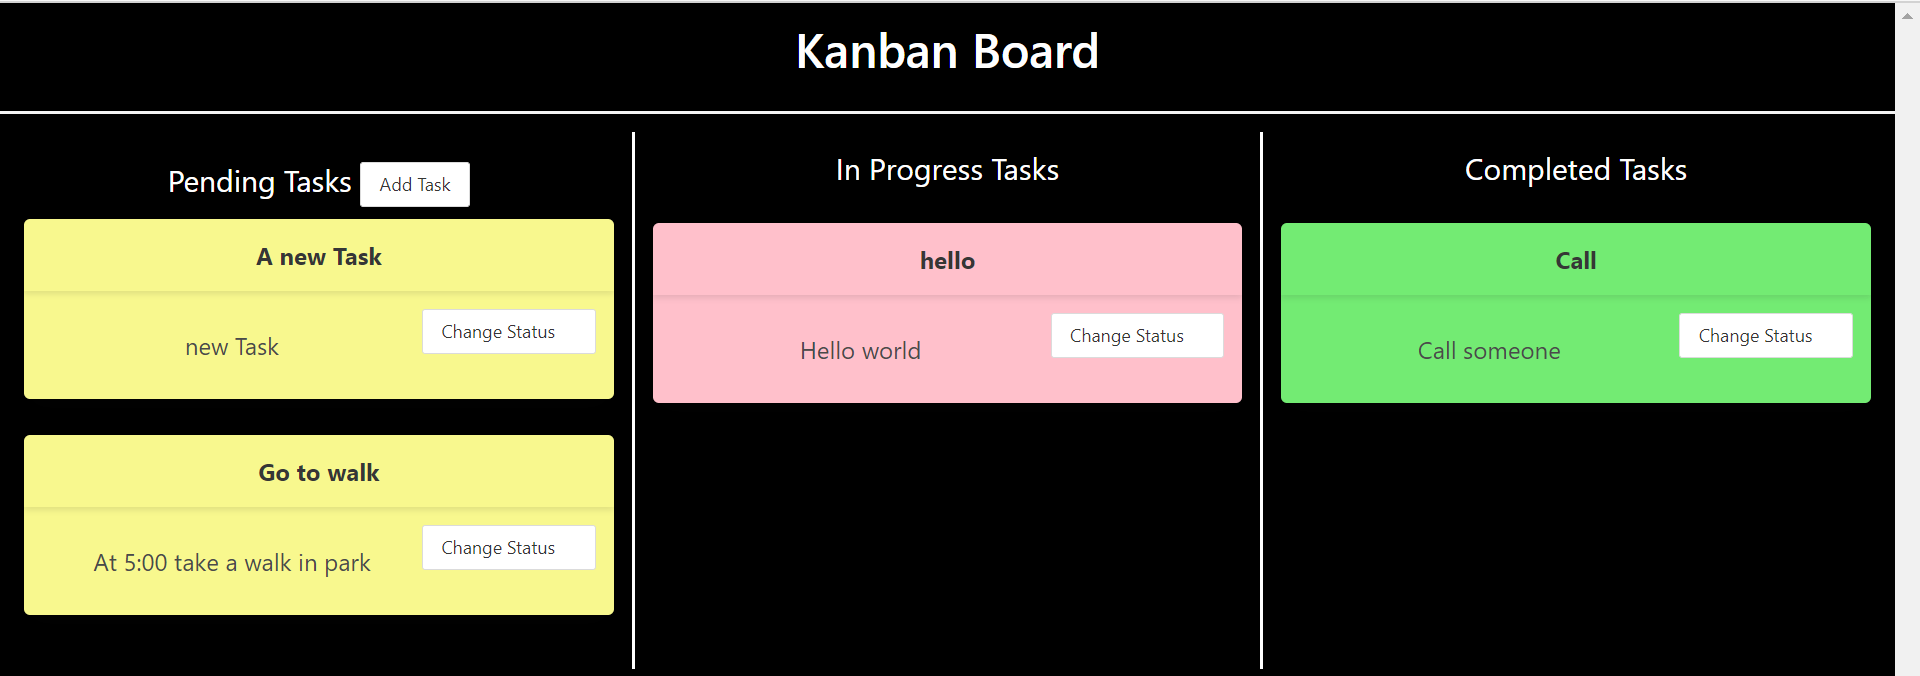 Kanban Board
Pending Tasks Add Task
A new Task
new Task
Change Status
Go to walk
At 5:00 take a walk in park
Change Status
In Progress Tasks
hello
Hello world
Change Status
Completed Tasks
Call
Call someone
Change Status